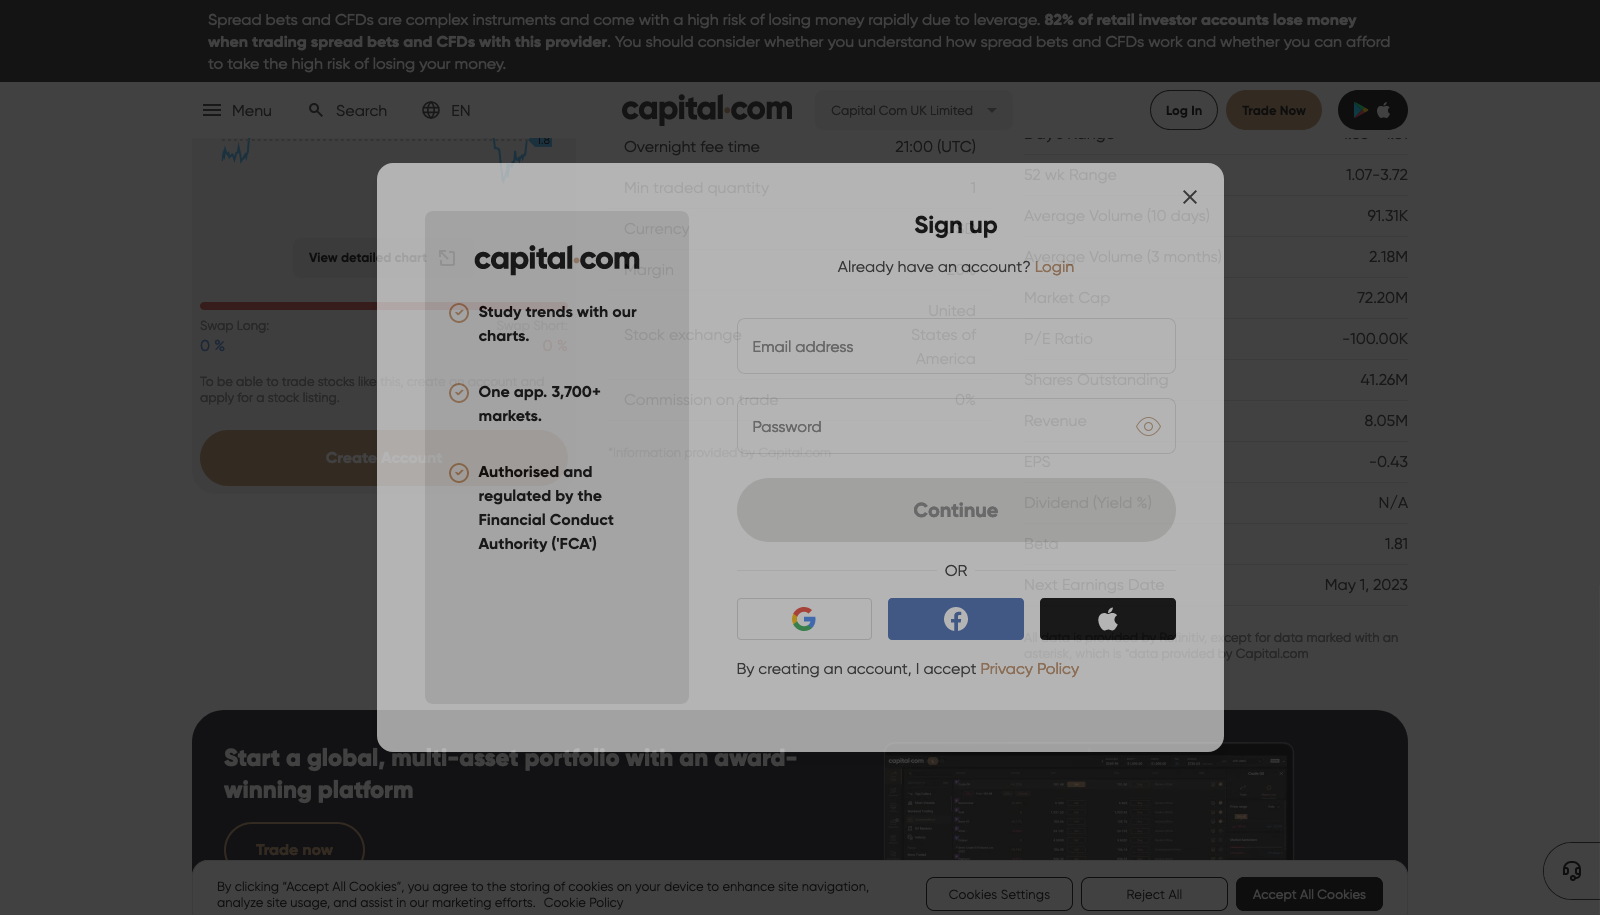 Spread bets and CFDs are complex instruments and come with a high risk of losing money rapidly due to leverage. 82% of retail investor accounts lose money
when trading spread bets and CFDs with this provider. You should consider whether you understand how spread bets and CFDs work and whether you can afford
to take the high risk of losing your money.
Menu
Search
EN
capital.com
Capital Com UK Limited
Log In
Trade Now
1.8
View detailed chart
Swap Long:
0 %
Swap Short:
0 %
To be able to trade stocks like this, create an account and
apply for a stock listing.
Create Account
Overnight fee time 21:00 (UTC)
Min traded quantity 1
Currency
Margin
Stock exchange
United
States of
America
Commission on trade 0%
*Information provided by Capital.com
52 wk Range 1.07-3.72
Average Volume (10 days) 91.31K
Average Volume (3 months) 2.18M
Market Cap 72.20M
P/E Ratio -100.00K
Shares Outstanding 41.26M
Revenue 8.05M
EPS -0.43
Dividend (Yield %) N/A
Beta 1.81
Next Earnings Date May 1, 2023
All data is provided by Refinitiv, except for data marked with an
asterisk, which is *data provided by Capital.com
capital.com
Study trends with our
charts.
One app. 3,700+
markets.
Authorised and
regulated by the
Financial Conduct
Authority ('FCA')
Sign up
Already have an account? Login
Email address
Password
Continue
OR
By creating an account, I accept Privacy Policy
Start a global, multi-asset portfolio with an award-
winning platform
Trade now
capital.com
By clicking "Accept All Cookies", you agree to the storing of cookies on your device to enhance site navigation,
analyze site usage, and assist in our marketing efforts. Cookie Policy
Cookies Settings
Reject All
Accept All Cookies